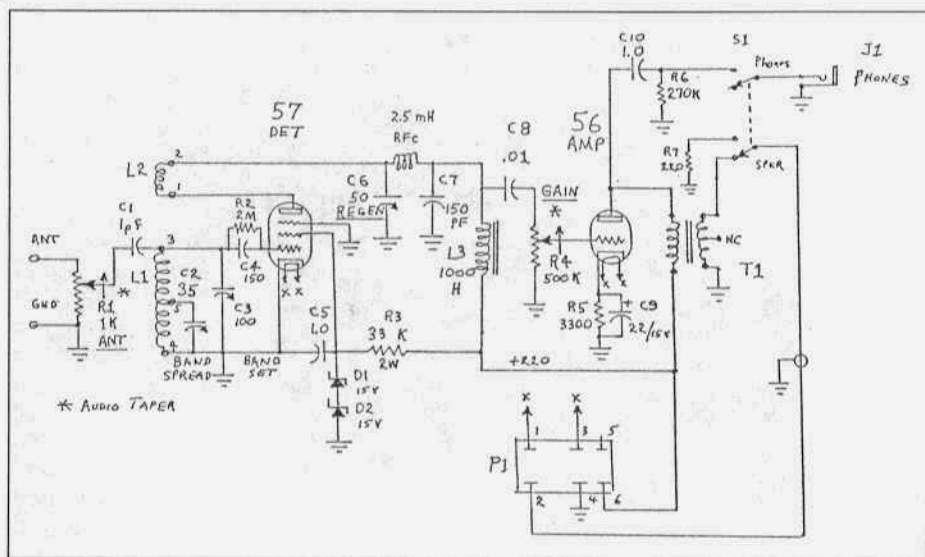 C10
1.0
S1
Phones
J1
PHONES
R6
270K
57
DET
2.5 mH
RFc
C8
.01
56
AMP
L2
2
1
C6
50
REGEN
C7
150
PF
GAIN
*
R7
220
SPKR
R2
2M
C1
1pF
ANT
3
L1
C2
35
5
4
C4
150
L3
1000
H
R4
500K
NC
T1
GND
R1
1K
ANT
*
C3
100
X X
C5
1.0
R3
33 K
2W
X X
R5
3300
+
C9
22/15V
BAND
SPREAD
BAND
SET
+220
D1
15V
D2
15V
* AUDIO TAPER
X
X
1
3
5
P1
2
4
6